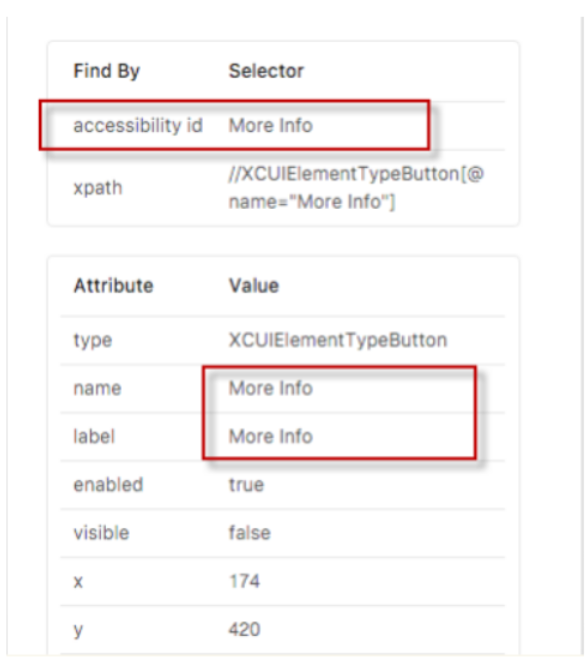 Find By Selector
accessibility id More Info
xpath //XCUIElementTypeButton[@
name="More Info"]
Attribute Value
type XCUIElementTypeButton
name More Info
label More Info
enabled true
visible false
x 174
y 420